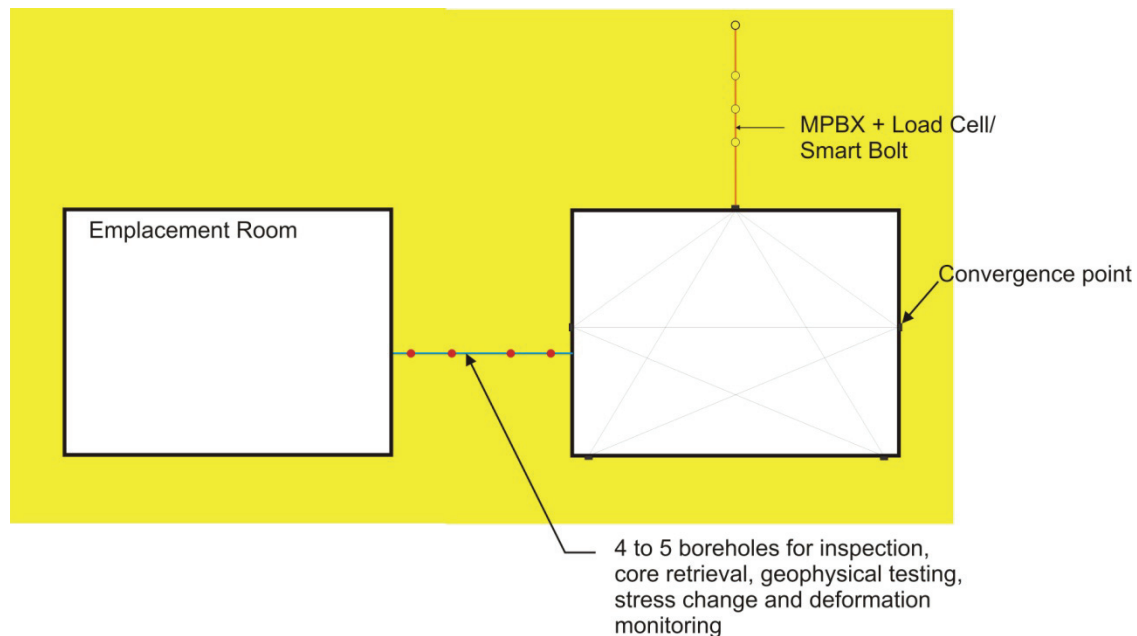 MPBX + Load Cell/
Smart Bolt
Emplacement Room
Convergence point
4 to 5 boreholes for inspection,
core retrieval, geophysical testing,
stress change and deformation
monitoring